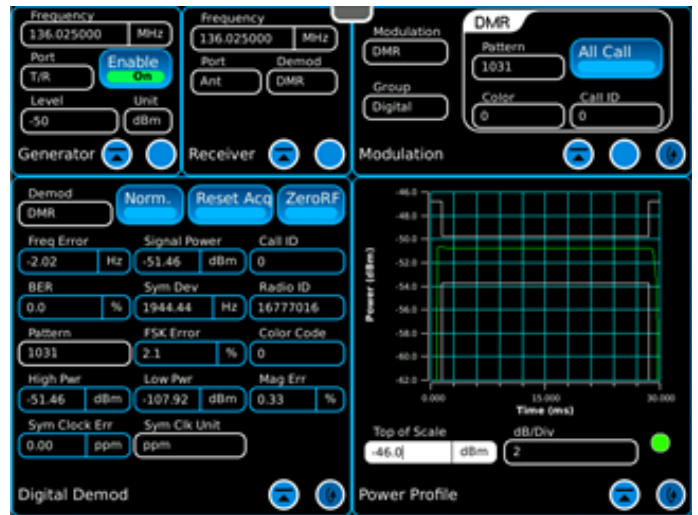 Frequency
136.025000 MHz
Port
T/R
Enable
On
Level Unit
-50 dBm
Generator
Frequency
136.025000 MHz
Port Demod
Ant DMR
Receiver
Modulation
DMR
Group
Digital
DMR
Pattern
1031
All Call
Color Call ID
0 0
Modulation
Demod
DMR
Norm. Reset Acq ZeroRF
Freq Error Signal Power Call ID
-2.02 Hz -51.46 dBm 0
BER Sym Dev Radio ID
0.0 % 1944.44 Hz 16777016
Pattern FSK Error Color Code
1031 2.1 % 0
High Pwr Low Pwr Mag Err
-51.46 dBm -107.92 dBm 0.33 %
Sym Clock Err Sym Clk Unit
0.00 ppm ppm
Digital Demod
Power (dBm)
-46.0
-48.0
-50.0
-52.0
-54.0
-56.0
-58.0
-60.0
-62.0
0.000 15.000 30.000
Time (ms)
Top of Scale dB/Div
-46.0 dBm 2
Power Profile